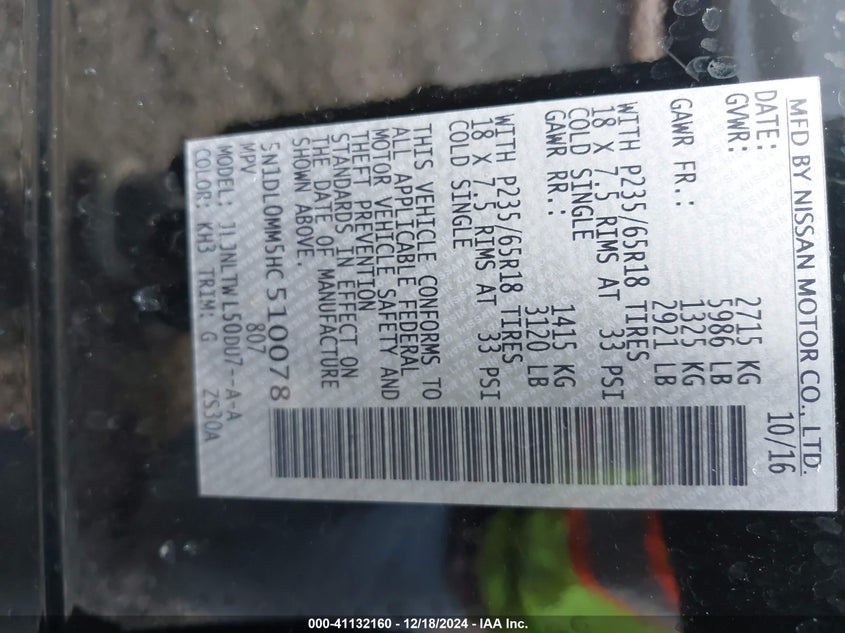 MFD BY NISSAN MOTOR CO., LTD.
DATE: 10/16
GVWR: 2715 KG
5986 LB
GAWR FR.: 1325 KG
2921 LB
WITH P235/65R18 TIRES
18 X 7.5 RIMS AT 33 PSI
COLD SINGLE
GAWR RR.: 1415 KG
3120 LB
WITH P235/65R18 TIRES
18 X 7.5 RIMS AT 33 PSI
COLD SINGLE
THIS VEHICLE CONFORMS TO
ALL APPLICABLE FEDERAL
MOTOR VEHICLE SAFETY AND
THEFT PREVENTION
STANDARDS IN EFFECT ON
THE DATE OF MANUFACTURE
SHOWN ABOVE.
5N1DL0MM5HC510078
MPV 807
MODEL: JL3NLTWL50DU7--A-A
COLOR: KH3 TRIM: G 2S30A
000-41132160 - 12/18/2024 - IAA Inc.